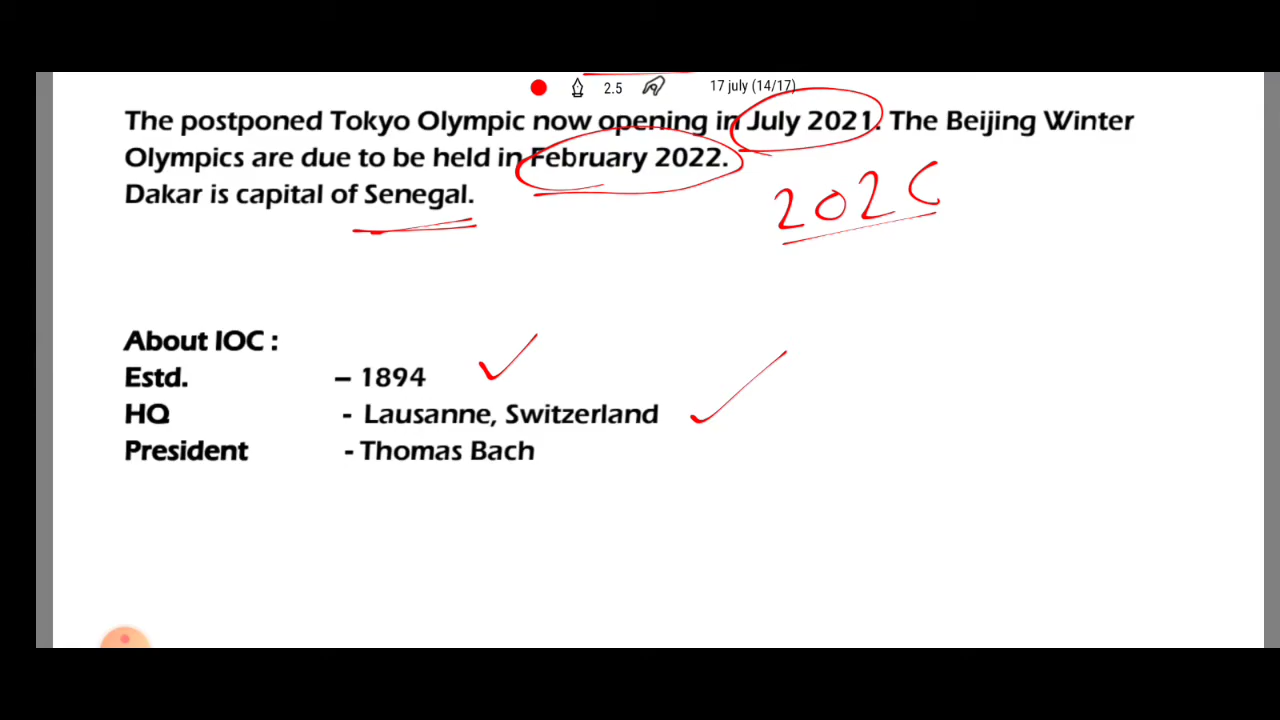 2.5 17 july (14/17)
The postponed Tokyo Olympic now opening in July 2021. The Beijing Winter
Olympics are due to be held in February 2022.
Dakar is capital of Senegal.
About IOC :
Estd. – 1894
HQ - Lausanne, Switzerland
President - Thomas Bach